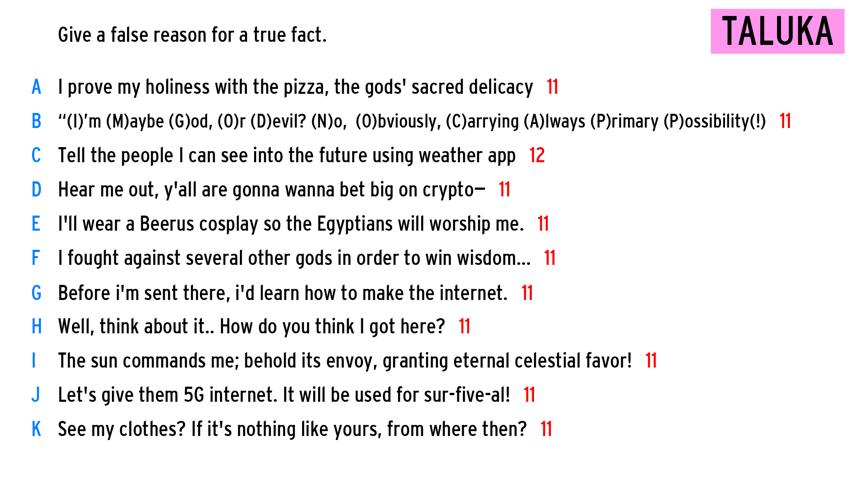 Give a false reason for a true fact.
TALUKA
A I prove my holiness with the pizza, the gods' sacred delicacy 11
B “(I)’m (M)aybe (G)od, (O)r (D)evil? (N)o, (O)bviously, (C)arrying (A)lways (P)rimary (P)ossibility(!) 11
C Tell the people I can see into the future using weather app 12
D Hear me out, y'all are gonna wanna bet big on crypto— 11
E I'll wear a Beerus cosplay so the Egyptians will worship me. 11
F I fought against several other gods in order to win wisdom... 11
G Before i'm sent there, i'd learn how to make the internet. 11
H Well, think about it.. How do you think I got here? 11
I The sun commands me; behold its envoy, granting eternal celestial favor! 11
J Let's give them 5G internet. It will be used for sur-five-al! 11
K See my clothes? If it's nothing like yours, from where then? 11